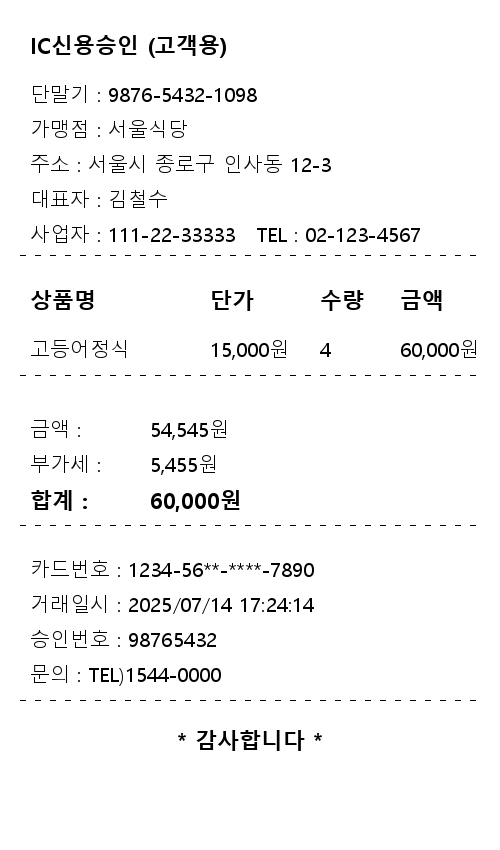 IC신용승인 (고객용)
단말기 : 9876-5432-1098
가맹점 : 서울식당
주소 : 서울시 종로구 인사동 12-3
대표자 : 김철수
사업자 : 111-22-33333 TEL : 02-123-4567
상품명 단가 수량 금액
고등어정식 15,000원 4 60,000원
금액 : 54,545원
부가세 : 5,455원
합계 : 60,000원
카드번호 : 1234-56**-****-7890
거래일시 : 2025/07/14 17:24:14
승인번호 : 98765432
문의 : TEL)1544-0000
* 감사합니다 *